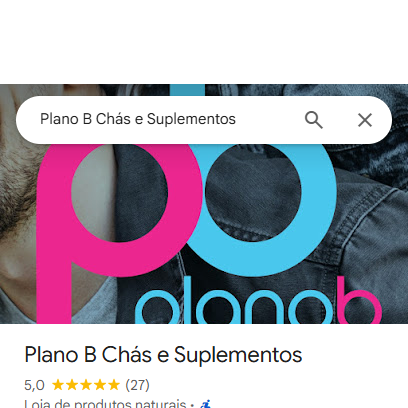 Plano B Chás e Suplementos
pb
planob
Plano B Chás e Suplementos
5,0 ★★★★★ (27)
Loja de produtos naturais ·